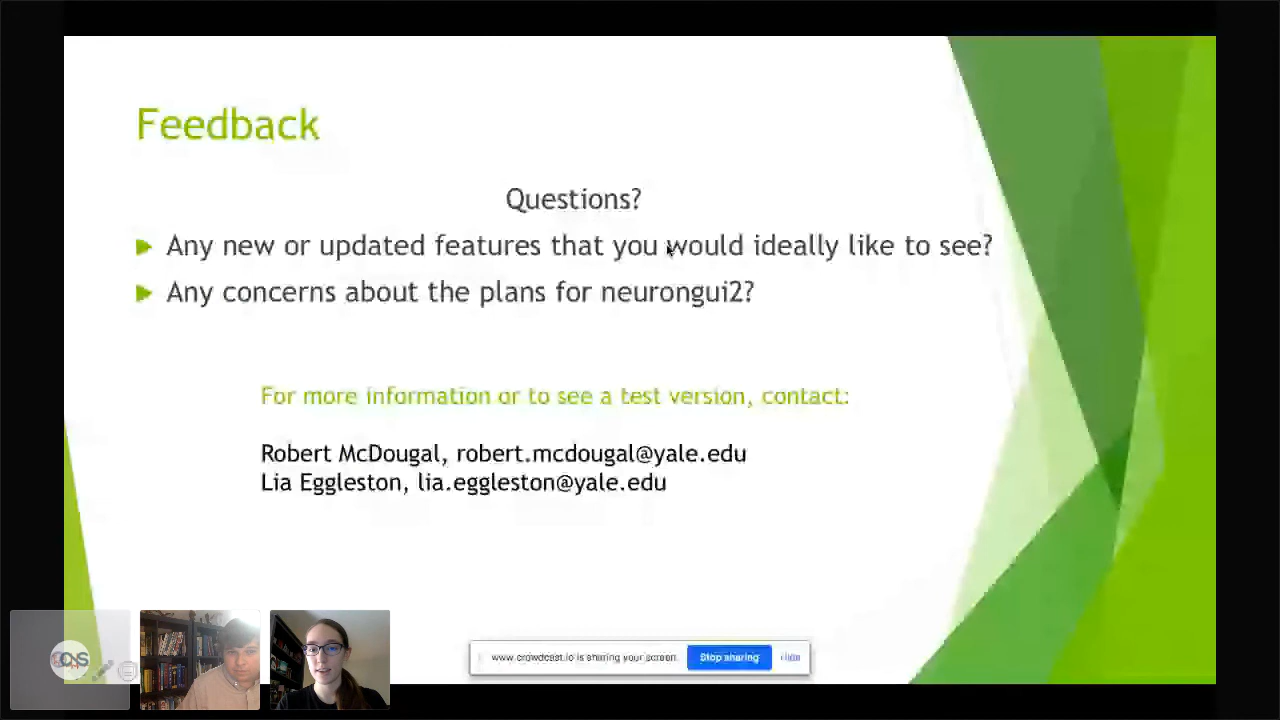 Feedback
Questions?
Any new or updated features that you would ideally like to see?
Any concerns about the plans for neurongui2?
For more information or to see a test version, contact:
Robert McDougal, robert.mcdougal@yale.edu
Lia Eggleston, lia.eggleston@yale.edu
www.crowdcast.io is sharing your screen. Stop sharing Hide